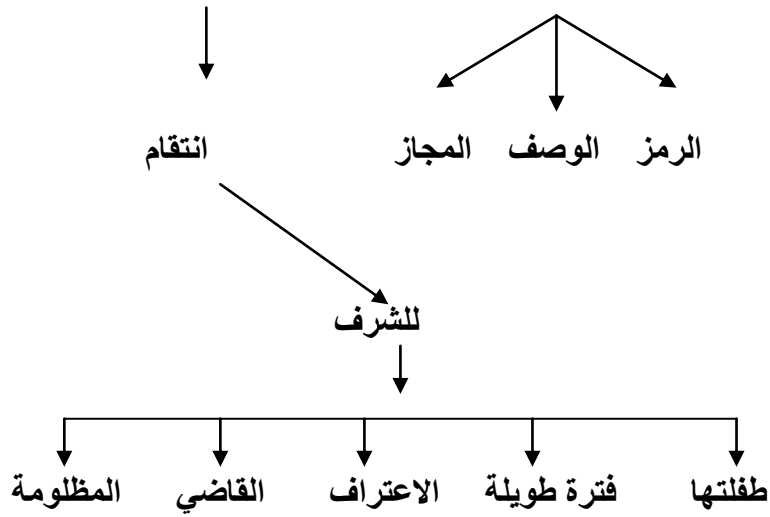 الرمز الوصف المجاز انتقام
للشرف
طفلتها فترة طويلة الاعتراف القاضي المظلومة